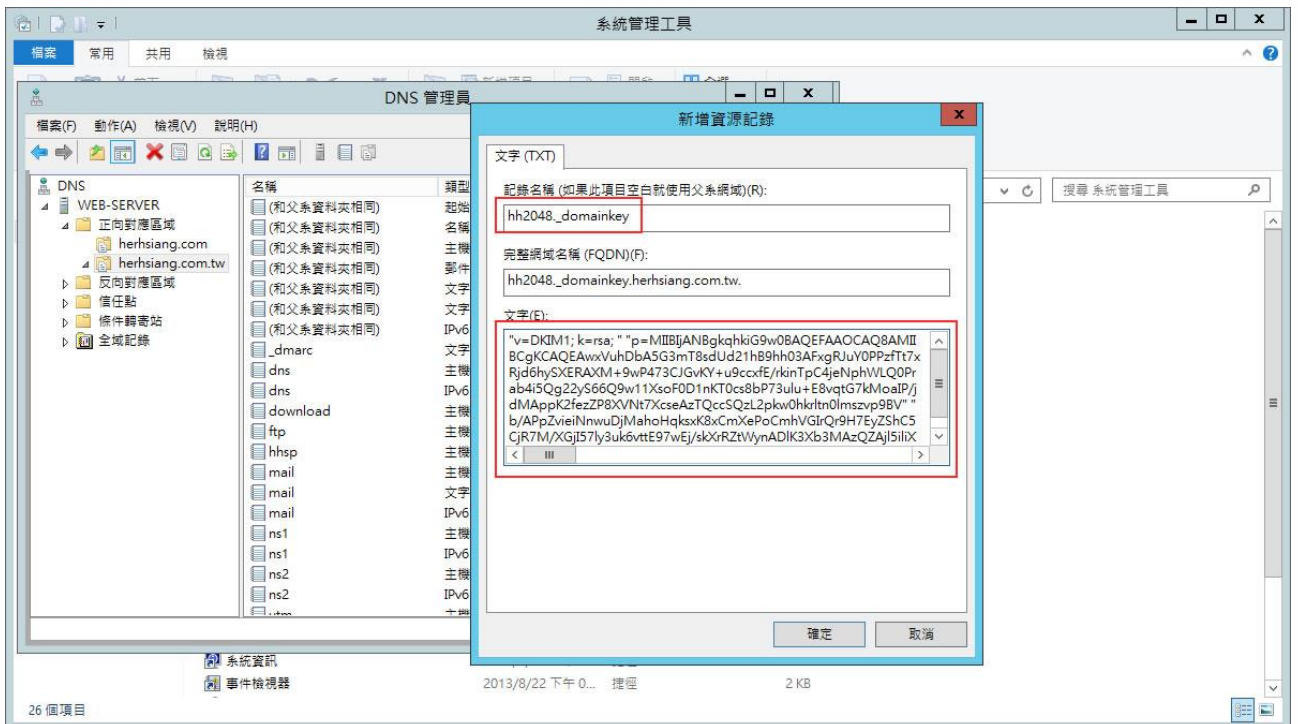 系統管理工具
檔案 常用 共用 檢視
DNS 管理員
檔案(F) 動作(A) 檢視(V) 說明(H)
DNS
WEB-SERVER
正向對應區域
herhsiang.com
herhsiang.com.tw
反向對應區域
信任點
條件轉寄站
全域記錄
名稱 類型
(和父系資料夾相同) 起始
(和父系資料夾相同) 名稱
(和父系資料夾相同) 主機
(和父系資料夾相同) 郵件
(和父系資料夾相同) 文字
(和父系資料夾相同) 文字
(和父系資料夾相同) IPv6
_dmarc 文字
dns 主機
dns IPv6
download 主機
ftp 主機
hhsp 主機
mail 主機
mail 文字
mail IPv6
ns1 主機
ns1 IPv6
ns2 主機
ns2 IPv6
新增資源記錄
文字 (TXT)
記錄名稱 (如果此項目空白就使用父系網域)(R):
hh2048._domainkey
完整網域名稱 (FQDN)(F):
hh2048._domainkey.herhsiang.com.tw.
文字(E):
"v=DKIM1; k=rsa; " "p=MIIBIjANBgkqhkiG9w0BAQEFAAOCAQ8AMII
BCgKCAQEAwxVuhDbA5G3mT8sdUd21hB9hh03AFxgRJuY0PPzfTt7x
Rjd6hySXERAXM+9wP473CJGvKY+u9ccxfE/rkinTpC4jeNphWLQ0Pr
ab4i5Qg22yS66Q9w11XsoF0D1nKT0cs8bP73ulu+E8vqtG7kMoaIP/j
dMAppK2fezZP8XVNt7XcseAzTQccSQzL2pkw0hkrltn0lmszvp9BV" "
b/APpZvieiNnwuDjMahoHqksxK8xCmXePoCmhVGIrQr9H7EyZShC5
CjR7M/XGjI57ly3uk6vttE97wEj/skXrRZtWynADlK3Xb3MAzQZAjl5iliX
確定 取消
搜尋 系統管理工具
系統資訊
事件檢視器 2013/8/22 下午 0... 捷徑 2 KB
26 個項目